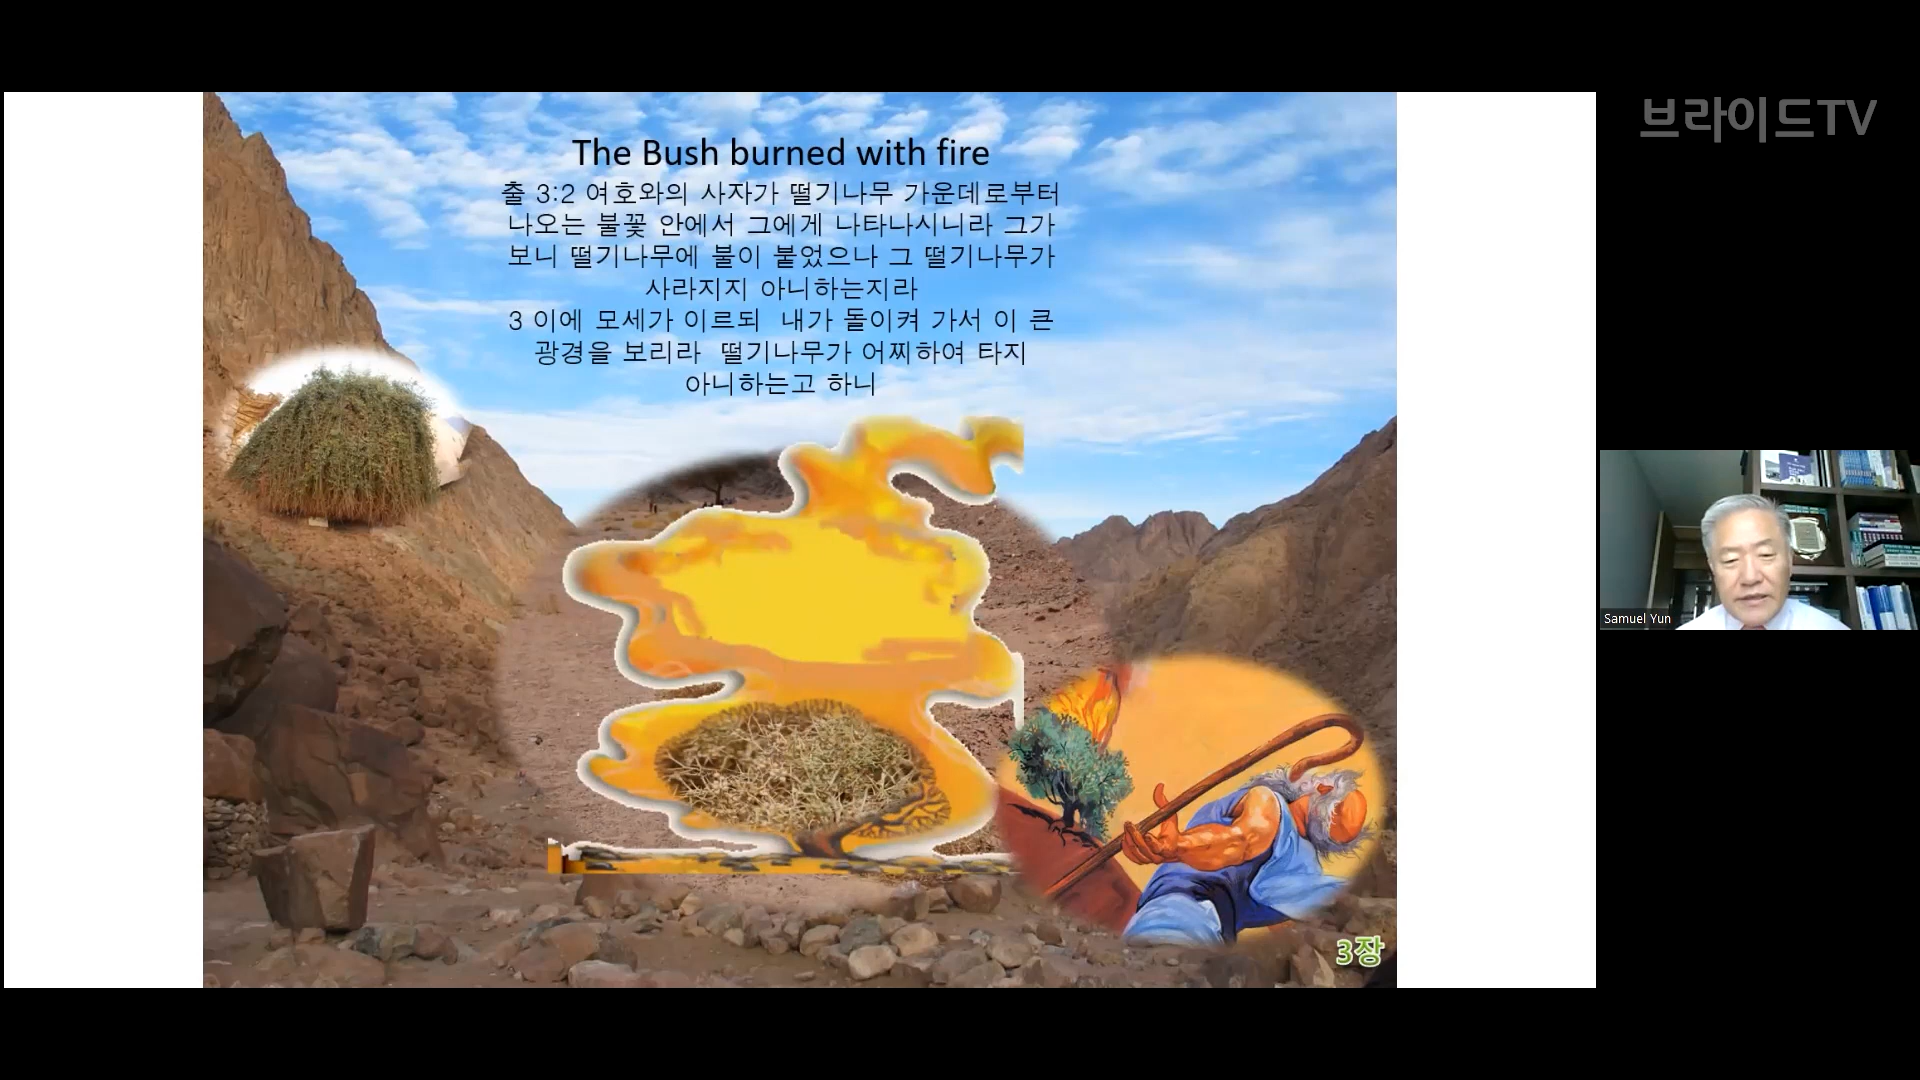 브라이드TV
The Bush burned with fire
출 3:2 여호와의 사자가 떨기나무 가운데로부터
나오는 불꽃 안에서 그에게 나타나시니라 그가
보니 떨기나무에 불이 붙었으나 그 떨기나무가
사라지지 아니하는지라
3 이에 모세가 이르되 내가 돌이켜 가서 이 큰
광경을 보리라 떨기나무가 어찌하여 타지
아니하는고 하니
Samuel Yun
3장